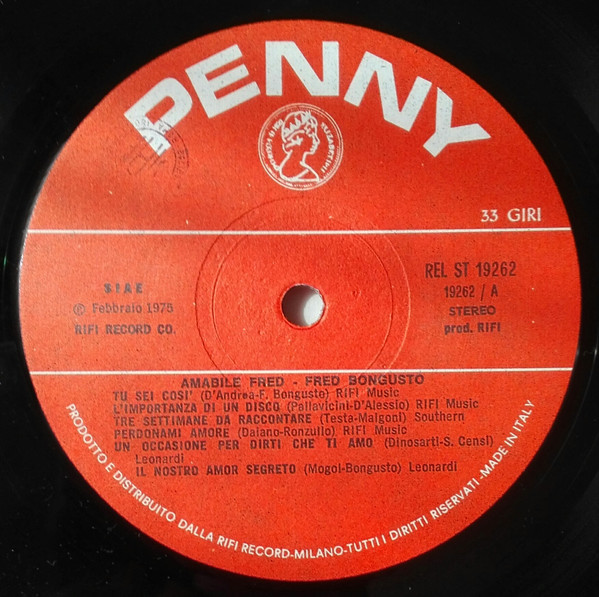 PENNY
33 GIRI
SIAE
℗ Febbraio 1975
RIFI RECORD CO.
REL ST 19262
19262 / A
STEREO
prod. RIFI
AMABILE FRED - FRED BONGUSTO
TU SEI COSI' (D'Andrea-F. Bongusto) RIFI Music
L'IMPORTANZA DI UN DISCO (Pallavicini-D'Alessio) RIFI Music
TRE SETTIMANE DA RACCONTARE (Testa-Malgoni) Southern
PERDONAMI AMORE (Daiano-Ronzullo) RIFI Music
UN' OCCASIONE PER DIRTI CHE TI AMO (Dinosarti-S. Censi)
Leonardi
IL NOSTRO AMOR SEGRETO (Mogol-Bongusto) Leonardi
PRODOTTO E DISTRIBUITO DALLA RIFI RECORD-MILANO-TUTTI I DIRITTI RISERVATI-MADE IN ITALY